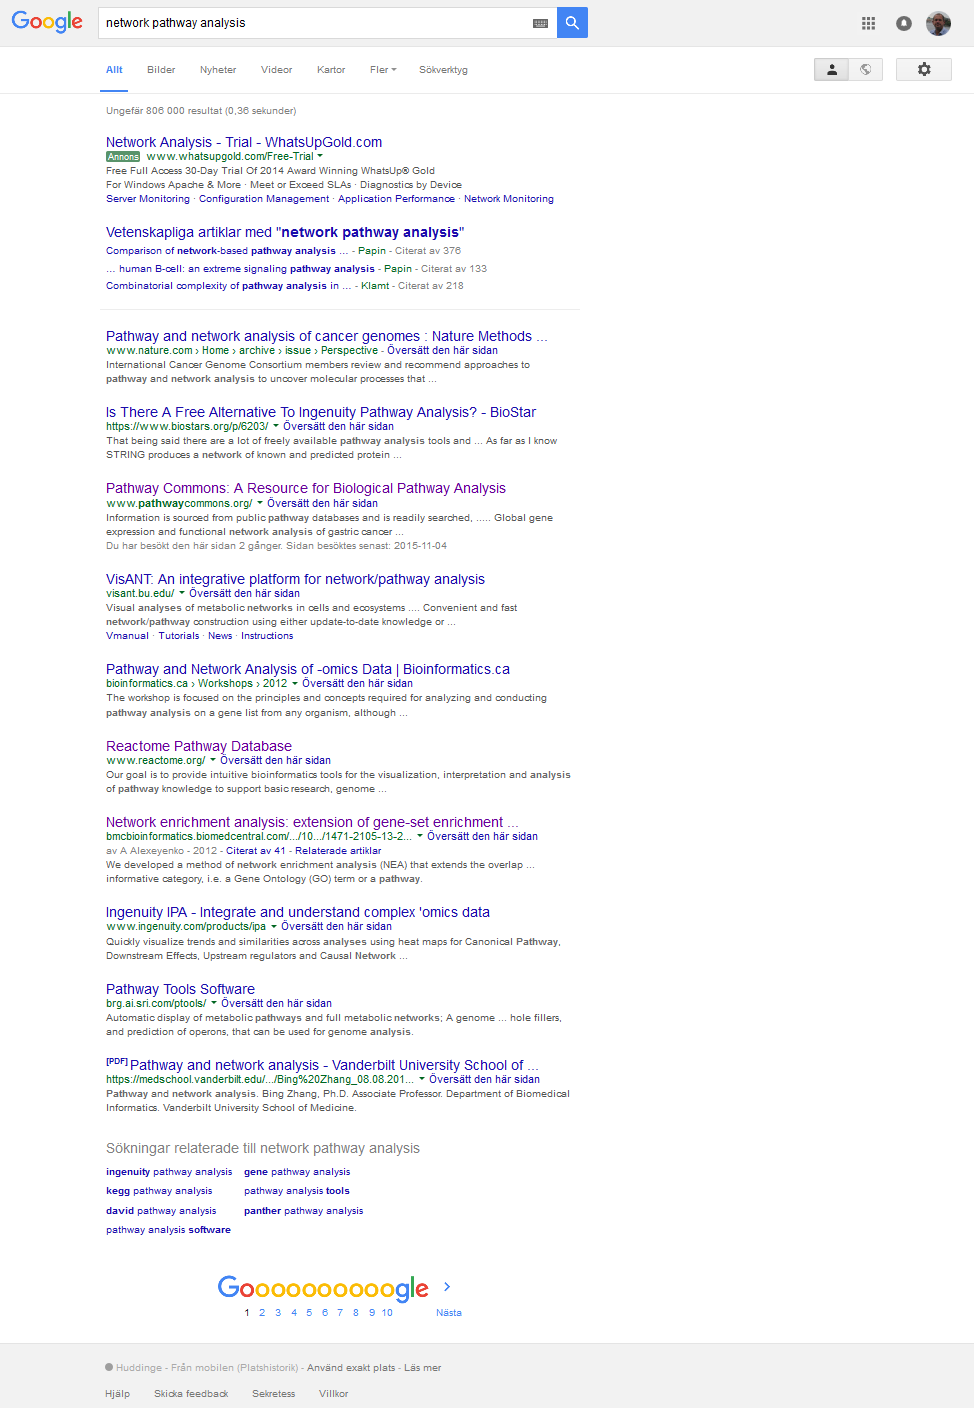 Google
network pathway analysis
Allt Bilder Nyheter Videor Kartor Fler Sökverktyg
Ungefär 806 000 resultat (0,36 sekunder)
Network Analysis - Trial - WhatsUpGold.com
Annons www.whatsupgold.com/Free-Trial
Free Full Access 30-Day Trial Of 2014 Award Winning WhatsUp® Gold
For Windows Apache & More · Meet or Exceed SLAs · Diagnostics by Device
Server Monitoring · Configuration Management · Application Performance · Network Monitoring
Vetenskapliga artiklar med "network pathway analysis"
Comparison of network-based pathway analysis ... - Papin - Citerat av 376
... human B-cell: an extreme signaling pathway analysis - Papin - Citerat av 133
Combinatorial complexity of pathway analysis in ... - Klamt - Citerat av 218
Pathway and network analysis of cancer genomes : Nature Methods ...
www.nature.com › Home › archive › issue › Perspective - Översätt den här sidan
International Cancer Genome Consortium members review and recommend approaches to
pathway and network analysis to uncover molecular processes that ...
Is There A Free Alternative To Ingenuity Pathway Analysis? - BioStar
https://www.biostars.org/p/6203/ Översätt den här sidan
That being said there are a lot of freely available pathway analysis tools and ... As far as I know
STRING produces a network of known and predicted protein ...
Pathway Commons: A Resource for Biological Pathway Analysis
www.pathwaycommons.org/ Översätt den här sidan
Information is sourced from public pathway databases and is readily searched, ..... Global gene
expression and functional network analysis of gastric cancer ...
Du har besökt den här sidan 2 gånger. Sidan besöktes senast: 2015-11-04
VisANT: An integrative platform for network/pathway analysis
visant.bu.edu/ Översätt den här sidan
Visual analyses of metabolic networks in cells and ecosystems .... Convenient and fast
network/pathway construction using either update-to-date knowledge or ...
Vmanual · Tutorials · News · Instructions
Pathway and Network Analysis of -omics Data | Bioinformatics.ca
bioinformatics.ca › Workshops › 2012 Översätt den här sidan
The workshop is focused on the principles and concepts required for analyzing and conducting
pathway analysis on a gene list from any organism, although ...
Reactome Pathway Database
www.reactome.org/ Översätt den här sidan
Our goal is to provide intuitive bioinformatics tools for the visualization, interpretation and analysis
of pathway knowledge to support basic research, genome ...
Network enrichment analysis: extension of gene-set enrichment ...
bmcbioinformatics.biomedcentral.com/.../10.../1471-2105-13-2... Översätt den här sidan
av A Alexeyenko - 2012 - Citerat av 41 - Relaterade artiklar
We developed a method of network enrichment analysis (NEA) that extends the overlap ...
informative category, i.e. a Gene Ontology (GO) term or a pathway.
Ingenuity IPA - Integrate and understand complex 'omics data
www.ingenuity.com/products/ipa Översätt den här sidan
Quickly visualize trends and similarities across analyses using heat maps for Canonical Pathway,
Downstream Effects, Upstream regulators and Causal Network ...
Pathway Tools Software
brg.ai.sri.com/ptools/ Översätt den här sidan
Automatic display of metabolic pathways and full metabolic networks; A genome ... hole fillers,
and prediction of operons, that can be used for genome analysis.
[PDF] Pathway and network analysis - Vanderbilt University School of ...
https://medschool.vanderbilt.edu/.../Bing%20Zhang_08.08.201... Översätt den här sidan
Pathway and network analysis. Bing Zhang, Ph.D. Associate Professor. Department of Biomedical
Informatics. Vanderbilt University School of Medicine.
Sökningar relaterade till network pathway analysis
ingenuity pathway analysis gene pathway analysis
kegg pathway analysis pathway analysis tools
david pathway analysis panther pathway analysis
pathway analysis software
Goooooooooogle
1 2 3 4 5 6 7 8 9 10 Nästa
Huddinge - Från mobilen (Platshistorik) - Använd exakt plats - Läs mer
Hjälp Skicka feedback Sekretess Villkor